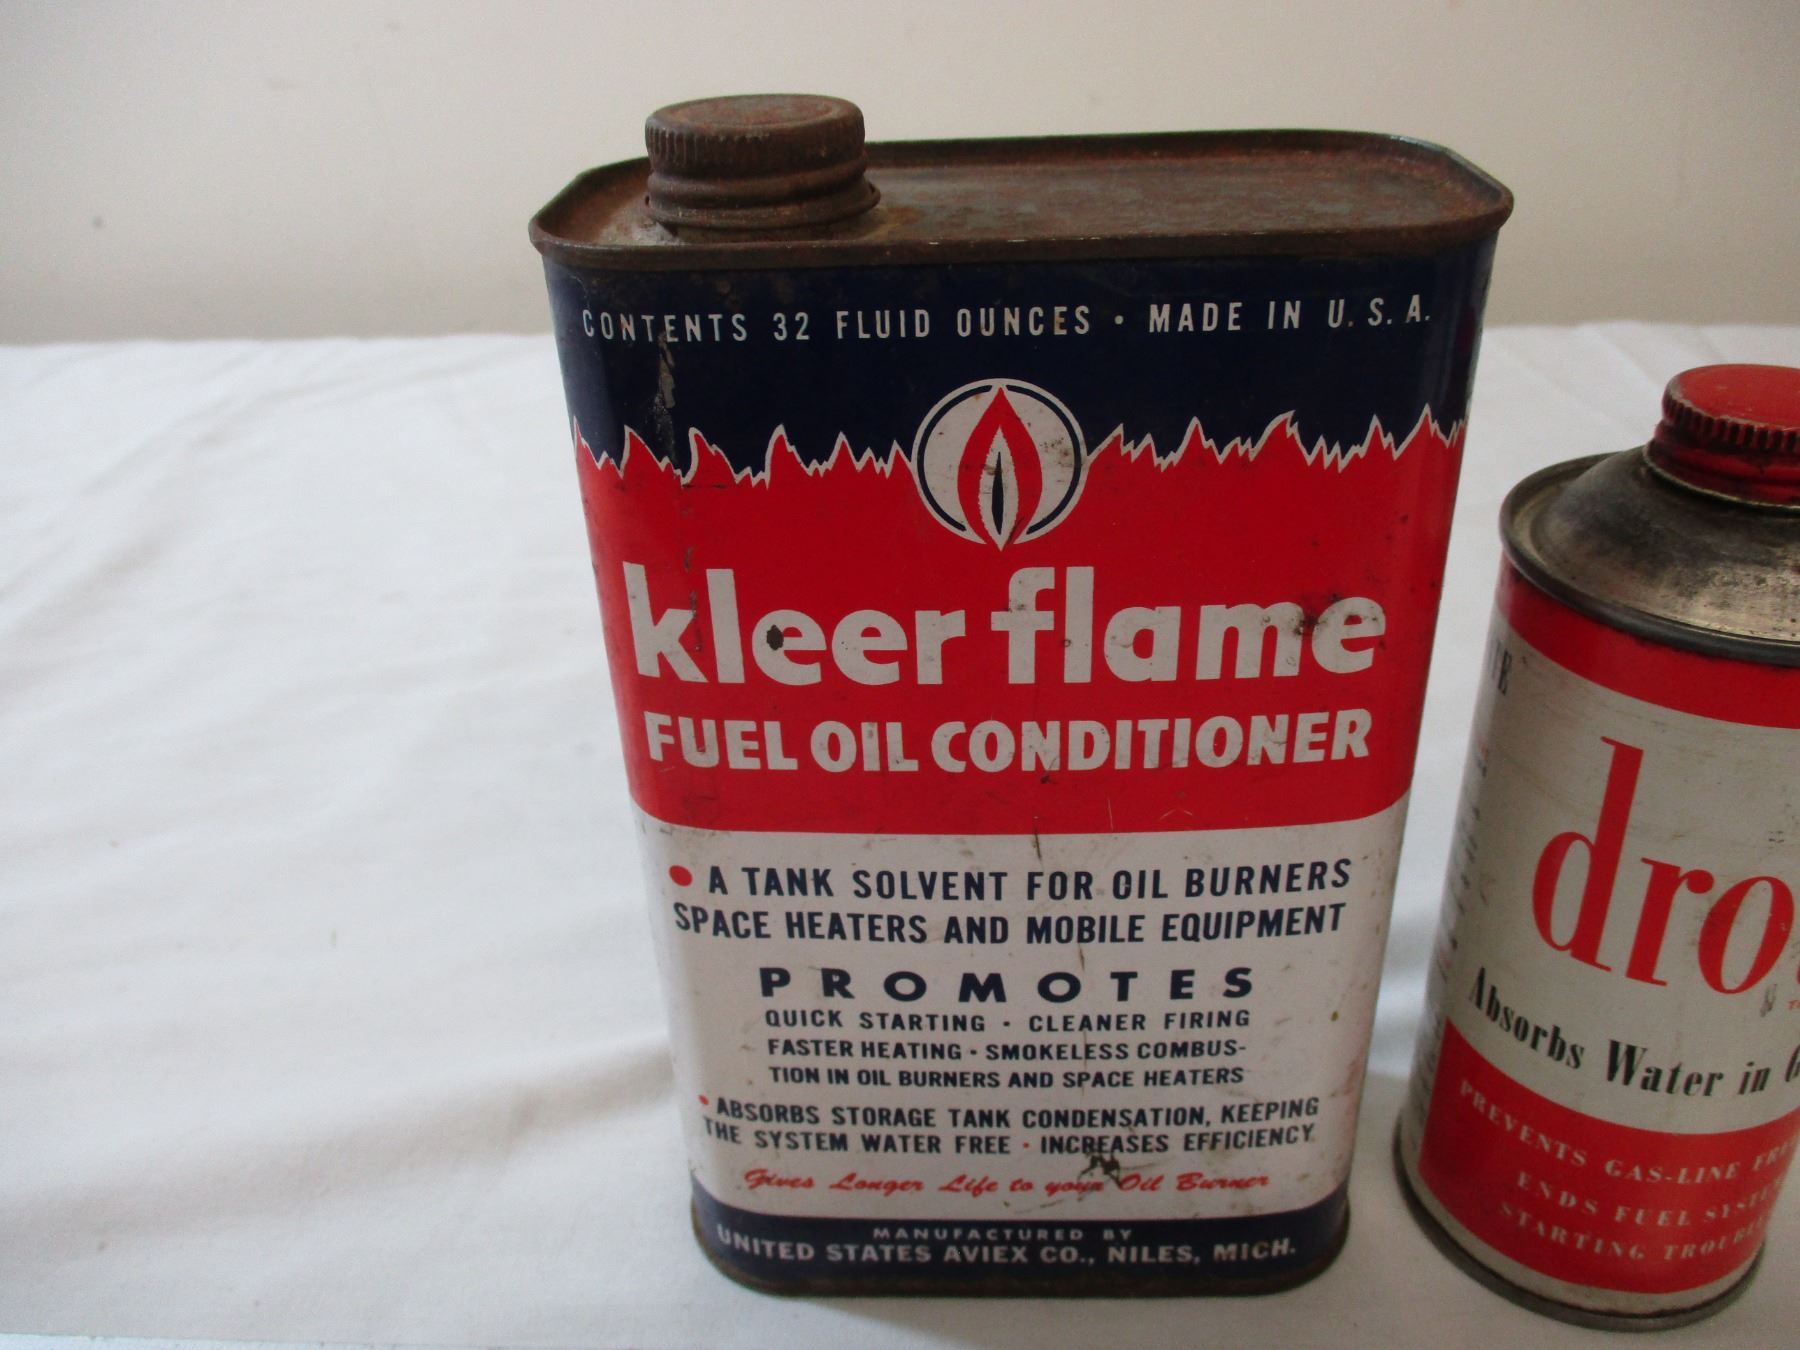 CONTENTS 32 FLUID OUNCES · MADE IN U.S.A.
kleer flame
FUEL OIL CONDITIONER
• A TANK SOLVENT FOR OIL BURNERS
SPACE HEATERS AND MOBILE EQUIPMENT
PROMOTES
QUICK STARTING · CLEANER FIRING
FASTER HEATING · SMOKELESS COMBUS-
TION IN OIL BURNERS AND SPACE HEATERS
• ABSORBS STORAGE TANK CONDENSATION, KEEPING
THE SYSTEM WATER FREE · INCREASES EFFICIENCY
Gives Longer Life to your Oil Burner
MANUFACTURED BY
UNITED STATES AVIEX CO., NILES, MICH.
dro
Absorbs Water in
PREVENTS GAS-LINE
ENDS FUEL
STARTING